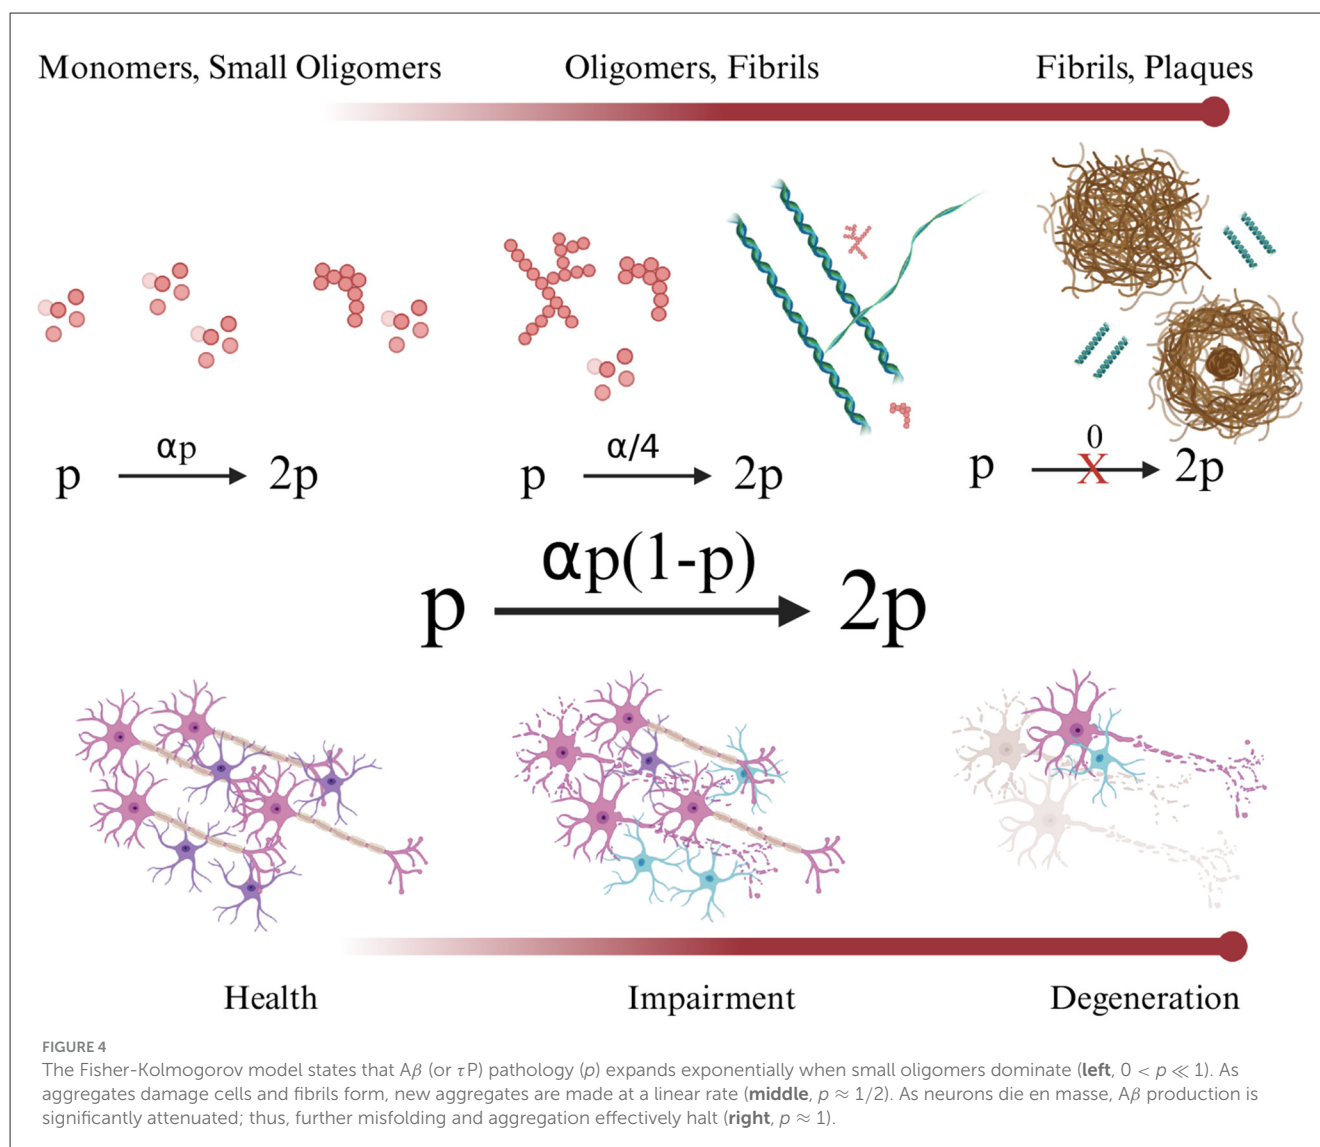 Monomers, Small Oligomers
Oligomers, Fibrils
Fibrils, Plaques
p αp 2p
p α/4 2p
p 0 X 2p
p αp(1-p) 2p
Health
Impairment
Degeneration
FIGURE 4
The Fisher-Kolmogorov model states that Aβ (or τP) pathology (p) expands exponentially when small oligomers dominate (left, 0 < p ≪ 1). As
aggregates damage cells and fibrils form, new aggregates are made at a linear rate (middle, p ≈ 1/2). As neurons die en masse, Aβ production is
significantly attenuated; thus, further misfolding and aggregation effectively halt (right, p ≈ 1).